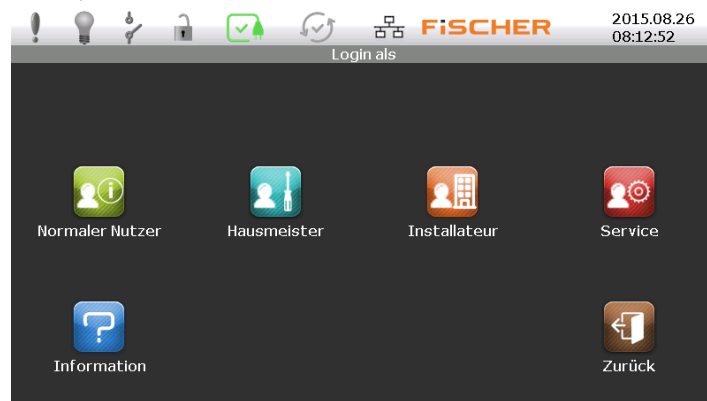 FiSCHER
2015.08.26
08:12:52
Login als
Normaler Nutzer
Hausmeister
Installateur
Service
Information
Zurück